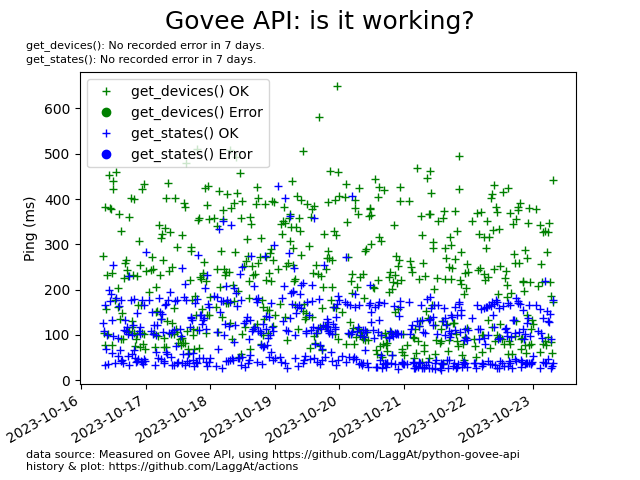 Govee API: is it working?
get_devices(): No recorded error in 7 days.
get_states(): No recorded error in 7 days.
get_devices() OK
get_devices() Error
get_states() OK
get_states() Error
600
500
400
300
200
100
0
Ping (ms)
2023-10-16
2023-10-17
2023-10-18
2023-10-19
2023-10-20
2023-10-21
2023-10-22
2023-10-23
data source: Measured on Govee API, using https://github.com/LaggAt/python-govee-api
history & plot: https://github.com/LaggAt/actions